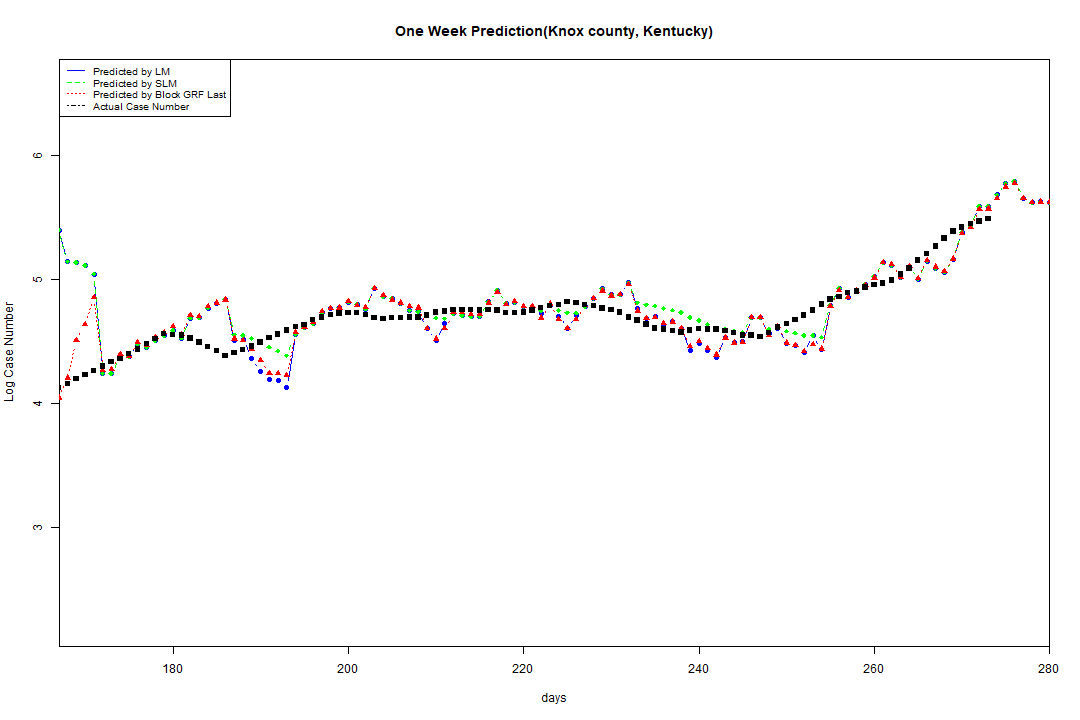 One Week Prediction(Knox county, Kentucky)
Predicted by LM
Predicted by SLM
Predicted by Block GRF Last
Actual Case Number
6
5
4
3
Log Case Number
180
200
220
240
260
280
days